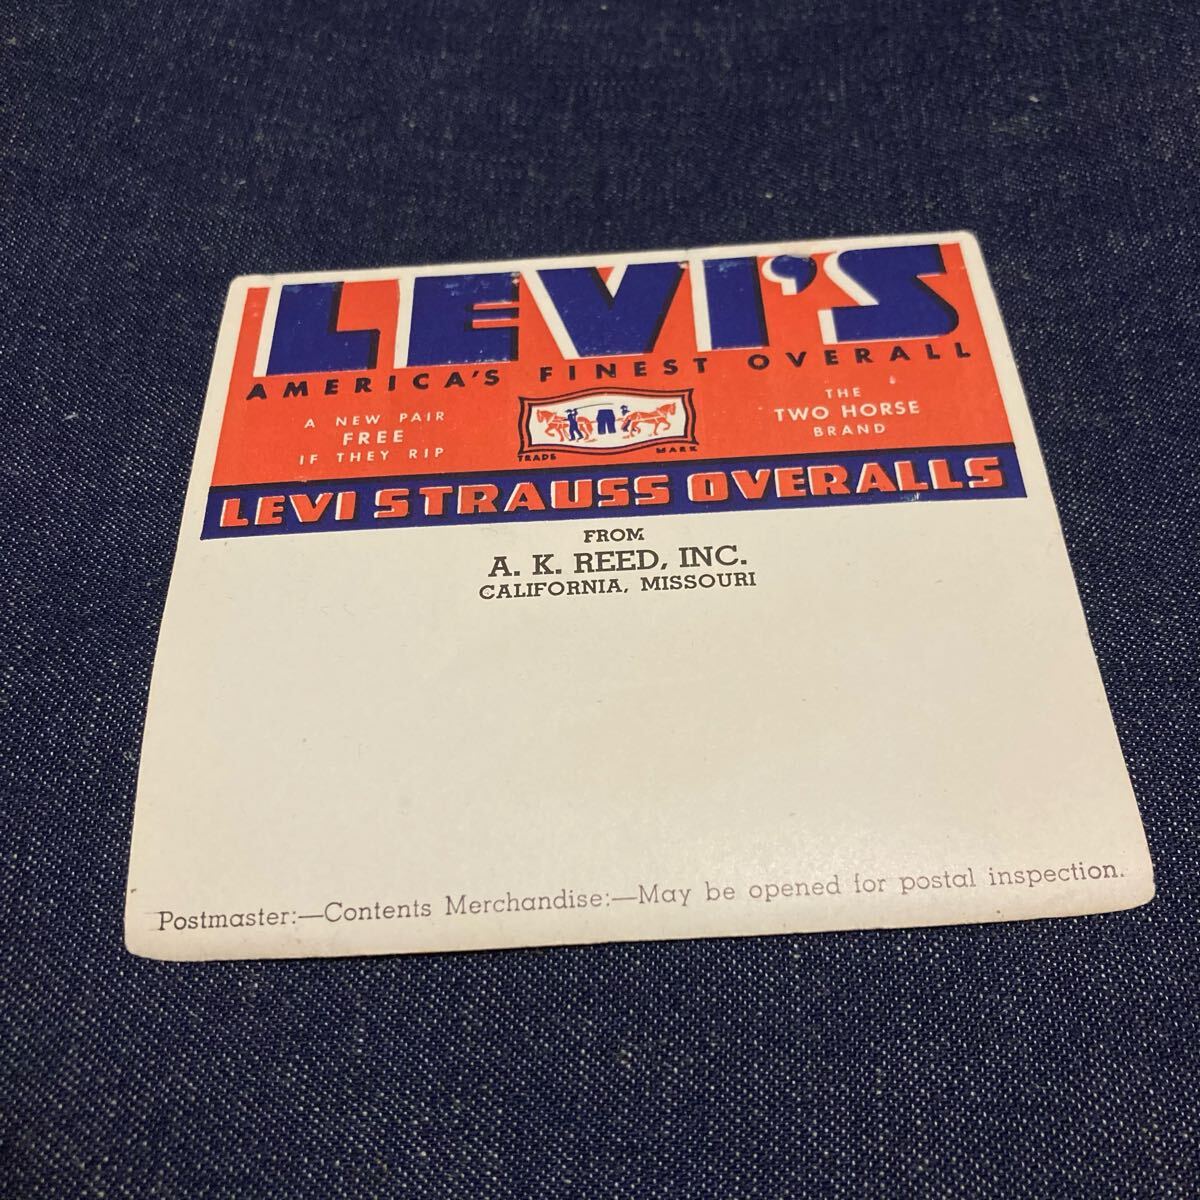 LEVI'S
AMERICA'S FINEST OVERALL
A NEW PAIR
FREE
IF THEY RIP
TRADE MARK
THE
TWO HORSE
BRAND
LEVI STRAUSS OVERALLS
FROM
A. K. REED, INC.
CALIFORNIA, MISSOURI
Postmaster:—Contents Merchandise:—May be opened for postal inspection.